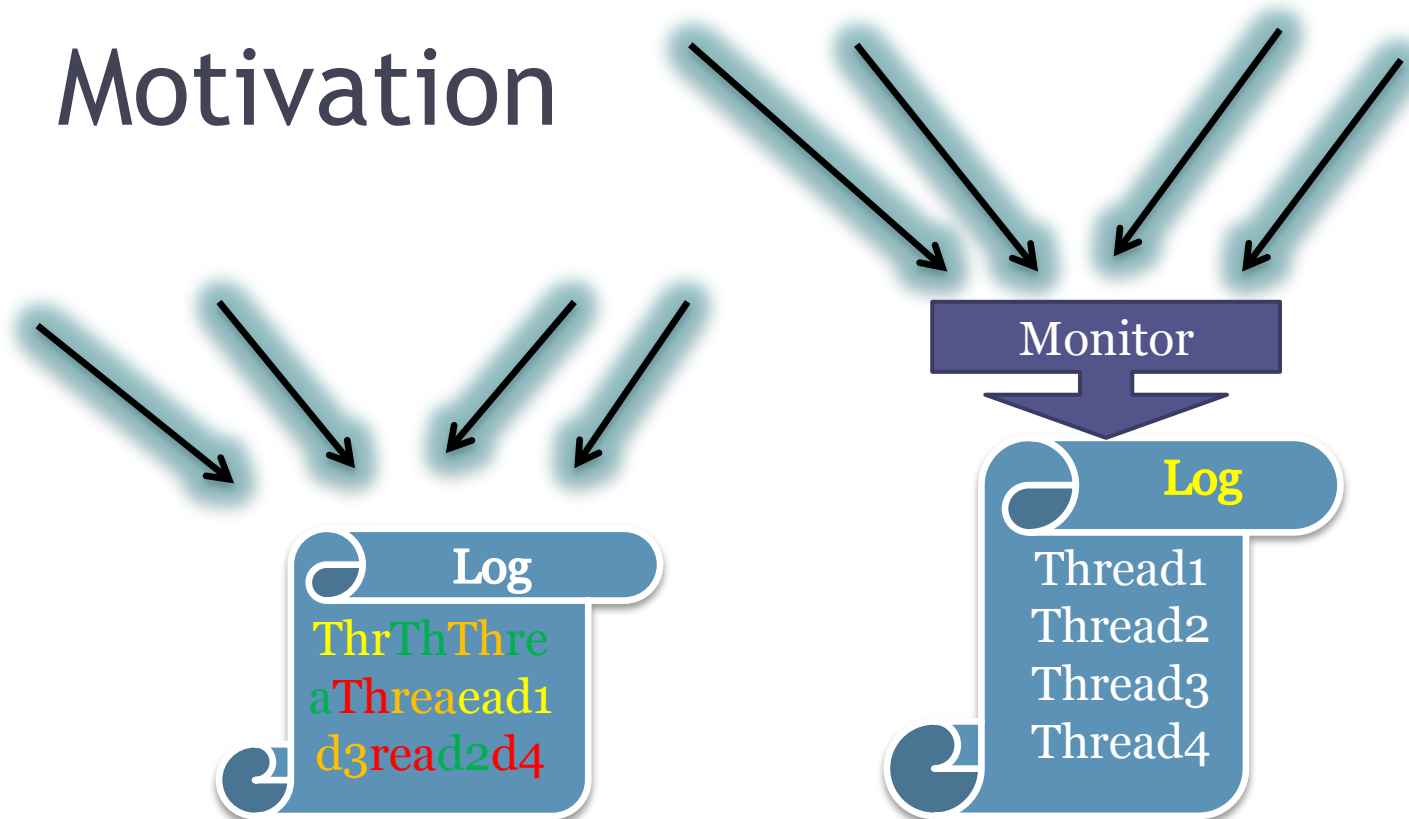 Motivation
Log
ThrThThre
aThreaead1
d3read2d4
Monitor
Log
Thread1
Thread2
Thread3
Thread4